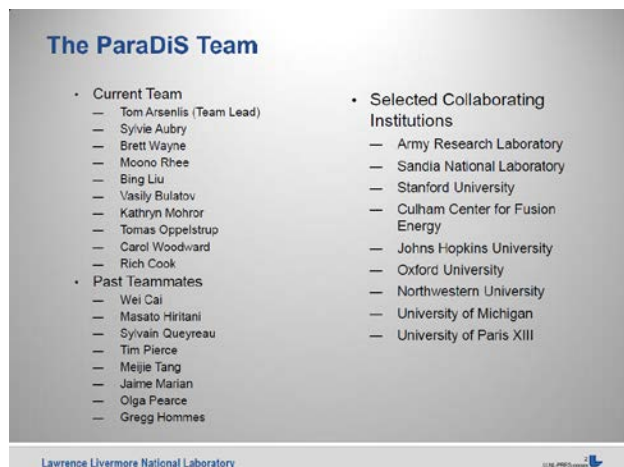 The ParaDiS Team
• Current Team
— Tom Arsenlis (Team Lead)
— Sylvie Aubry
— Brett Wayne
— Moono Rhee
— Bing Liu
— Vasily Bulatov
— Kathryn Mohror
— Tomas Oppelstrup
— Carol Woodward
— Rich Cook
• Past Teammates
— Wei Cai
— Masato Hiritani
— Sylvain Queyreau
— Tim Pierce
— Meijie Tang
— Jaime Marian
— Olga Pearce
— Gregg Hommes
• Selected Collaborating
Institutions
— Army Research Laboratory
— Sandia National Laboratory
— Stanford University
— Culham Center for Fusion
Energy
— Johns Hopkins University
— Oxford University
— Northwestern University
— University of Michigan
— University of Paris XIII
Lawrence Livermore National Laboratory
2